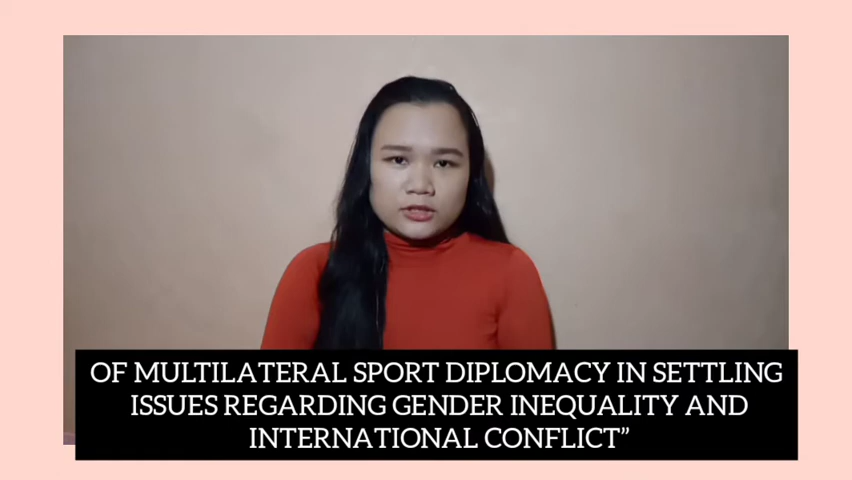 OF MULTILATERAL SPORT DIPLOMACY IN SETTLING
ISSUES REGARDING GENDER INEQUALITY AND
INTERNATIONAL CONFLICT”